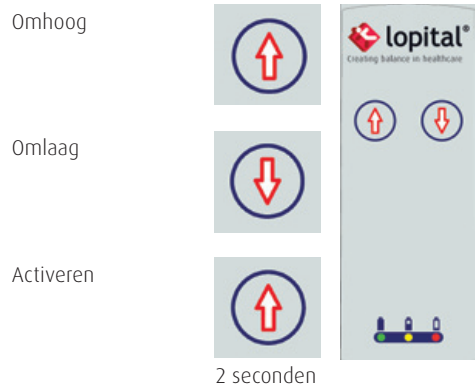 Omhoog
lopital®
Creating balance in healthcare
Omlaag
Activeren
2 seconden